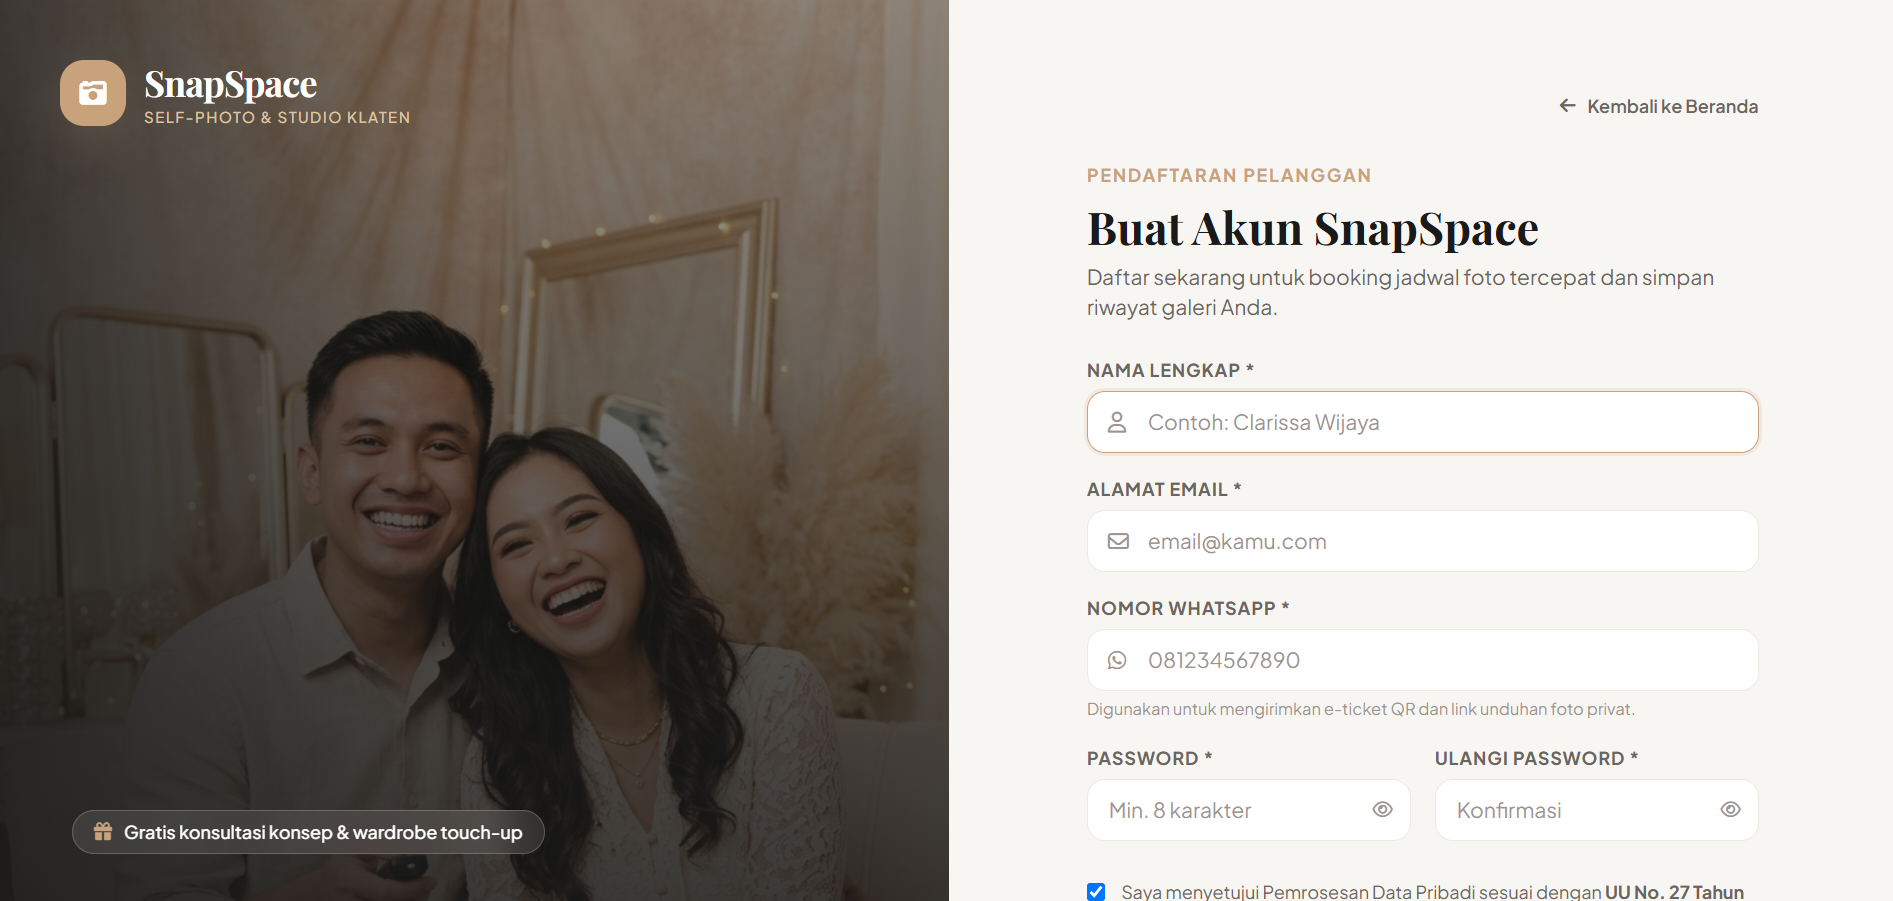 SnapSpace
SELF-PHOTO & STUDIO KLATEN
Gratis konsultasi konsep & wardrobe touch-up
Kembali ke Beranda
PENDAFTARAN PELANGGAN
Buat Akun SnapSpace
Daftar sekarang untuk booking jadwal foto tercepat dan simpan
riwayat galeri Anda.
NAMA LENGKAP *
Contoh: Clarissa Wijaya
ALAMAT EMAIL *
email@kamu.com
NOMOR WHATSAPP *
081234567890
Digunakan untuk mengirimkan e-ticket QR dan link unduhan foto privat.
PASSWORD *
Min. 8 karakter
ULANGI PASSWORD *
Konfirmasi
Saya menyetujui Pemrosesan Data Pribadi sesuai dengan UU No. 27 Tahun